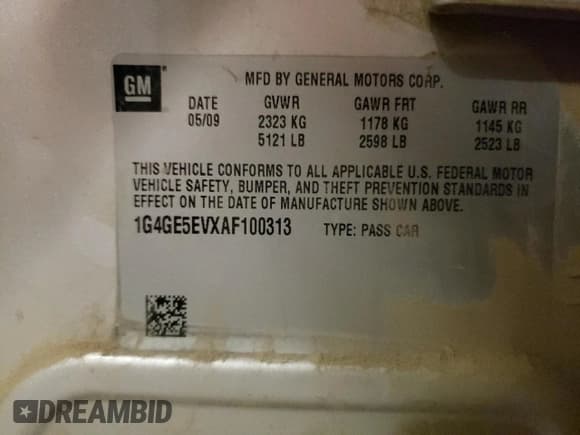 GM
MFD BY GENERAL MOTORS CORP.
DATE GVWR GAWR FRT GAWR RR
05/09 2323 KG 1178 KG 1145 KG
5121 LB 2598 LB 2523 LB
THIS VEHICLE CONFORMS TO ALL APPLICABLE U.S. FEDERAL MOTOR
VEHICLE SAFETY, BUMPER, AND THEFT PREVENTION STANDARDS IN
EFFECT ON THE DATE OF MANUFACTURE SHOWN ABOVE.
1G4GE5EVXAF100313 TYPE: PASS CAR
DREAMBID